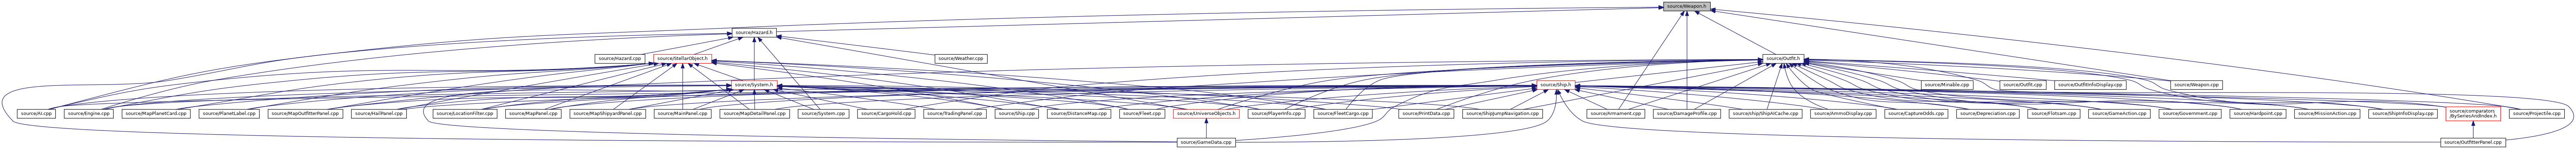 source/Weapon.h
source/Hazard.h
source/Hazard.cpp
source/StellarObject.h
source/Weather.cpp
source/Outfit.h
source/System.h
source/Ship.h
source/Minable.cpp
source/Outfit.cpp
source/OutfitInfoDisplay.cpp
source/Weapon.cpp
source/AI.cpp
source/Engine.cpp
source/MapPlanetCard.cpp
source/PlanetLabel.cpp
source/MapOutfitterPanel.cpp
source/HailPanel.cpp
source/LocationFilter.cpp
source/MapPanel.cpp
source/MapShipyardPanel.cpp
source/MainPanel.cpp
source/MapDetailPanel.cpp
source/System.cpp
source/CargoHold.cpp
source/TradingPanel.cpp
source/Ship.cpp
source/DistanceMap.cpp
source/Fleet.cpp
source/UniverseObjects.h
source/PlayerInfo.cpp
source/FleetCargo.cpp
source/PrintData.cpp
source/ShipJumpNavigation.cpp
source/Armament.cpp
source/DamageProfile.cpp
source/ship/ShipAICache.cpp
source/AmmoDisplay.cpp
source/CaptureOdds.cpp
source/Depreciation.cpp
source/Flotsam.cpp
source/GameAction.cpp
source/Government.cpp
source/Hardpoint.cpp
source/MissionAction.cpp
source/ShipInfoDisplay.cpp
source/comparators
/BySeriesAndIndex.h
source/Projectile.cpp
source/GameData.cpp
source/OutfitterPanel.cpp